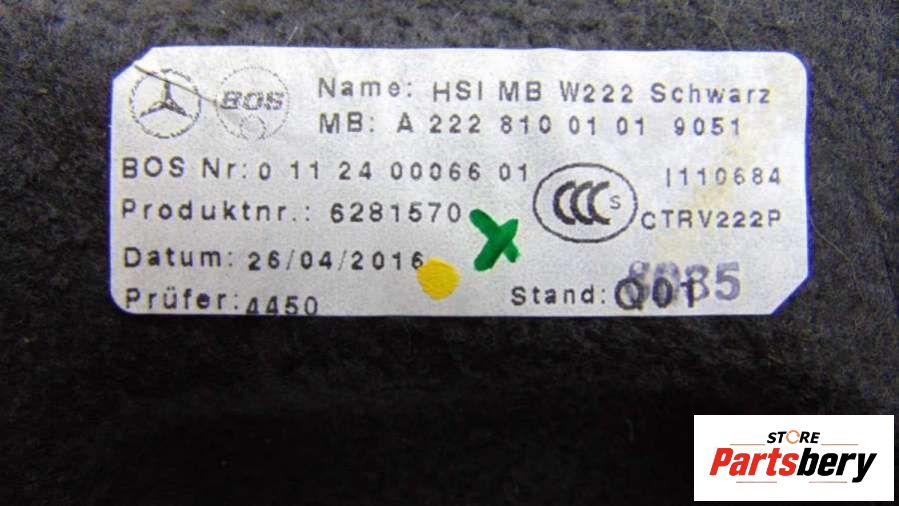 BOS
Name: HSI MB W222 Schwarz
MB: A 222 810 01 01 9051
BOS Nr: 0 11 24 00066 01
I110684
Produktnr.: 6281570
CCC S
CTRV222P
Datum: 26/04/2016
Prüfer: 4450
Stand: Q01
STORE
Partsbery